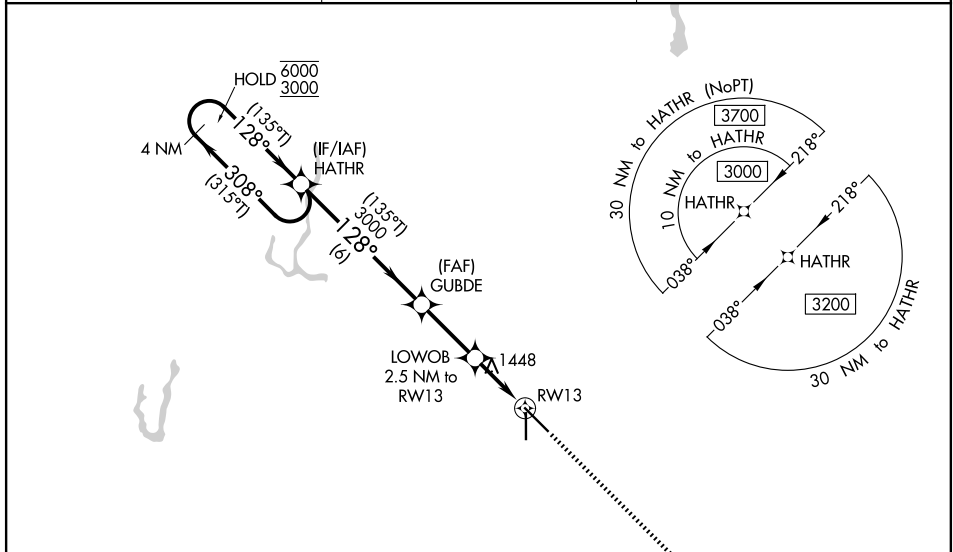 HOLD 6000
3000
(135°T)
128°
4 NM
308°
(315°T)
(IF/IAF)
HATHR
(135°T)
3000
128°
(6)
(FAF)
GUBDE
LOWOB
2.5 NM to
RW13
1448
RW13
30 NM to HATHR (NoPT)
3700
10 NM to HATHR
3000
218°
HATHR
038°
218°
HATHR
038°
3200
30 NM to HATHR